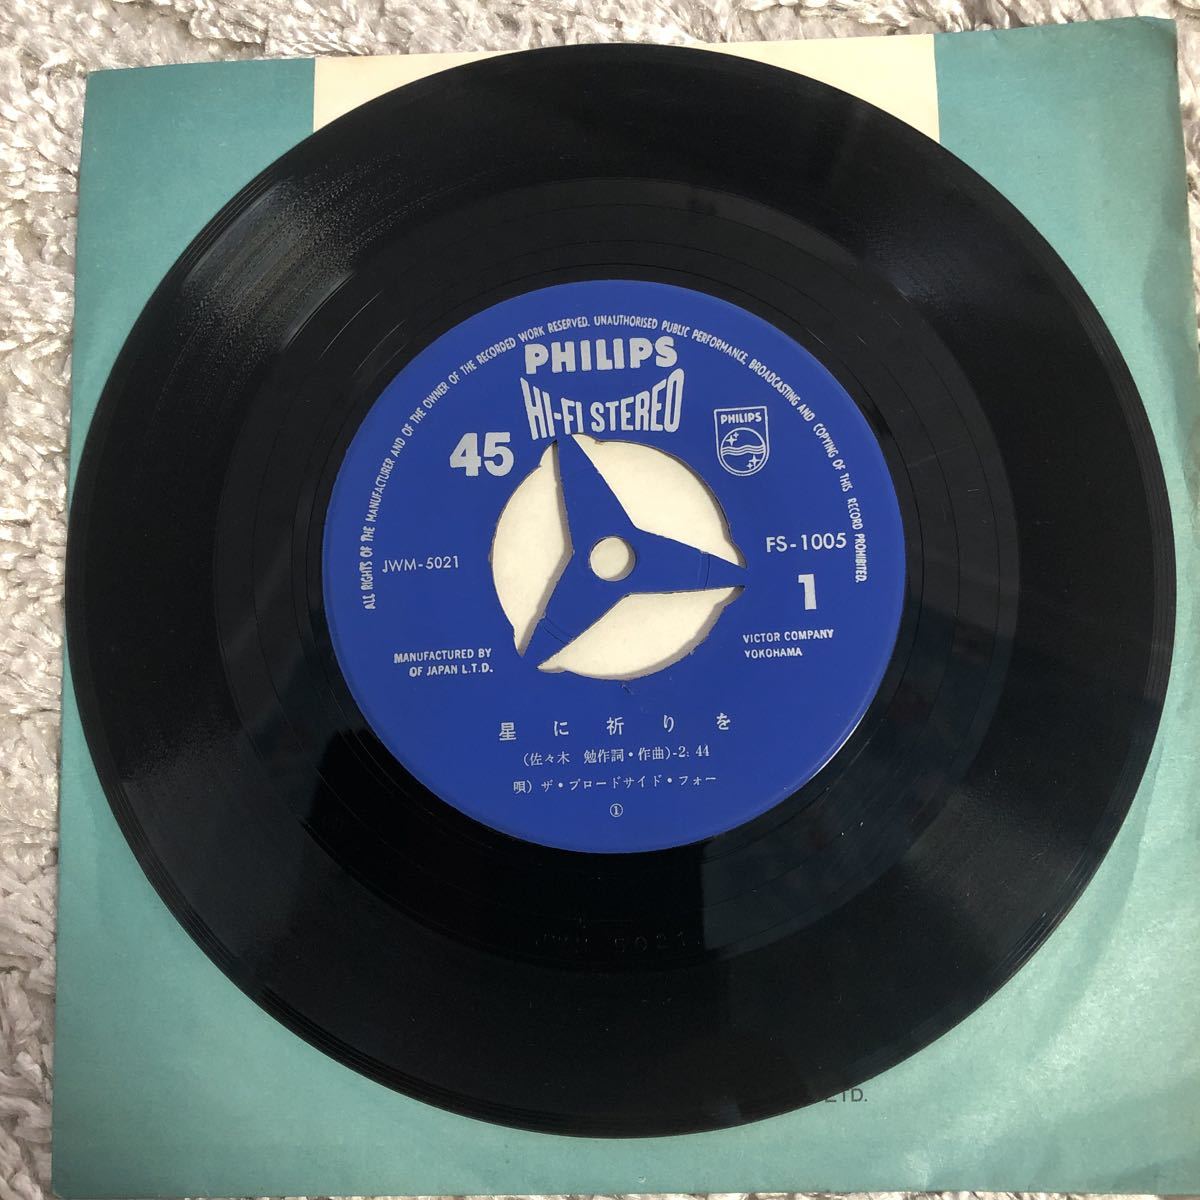 ALL RIGHTS OF THE MANUFACTURER AND OF THE OWNER OF THE RECORDED WORK RESERVED. UNAUTHORISED PUBLIC PERFORMANCE, BROADCASTING AND COPYING OF THIS RECORD PROHIBITED.
PHILIPS
HI-FI STEREO
45
PHILIPS
JWM-5021
FS-1005
1
MANUFACTURED BY
OF JAPAN L.T.D.
VICTOR COMPANY
YOKOHAMA
星に祈りを
(佐々木 勉作詞・作曲)-2: 44
唄) ザ・ブロードサイド・フォー
①
JWM 5021
LTD.